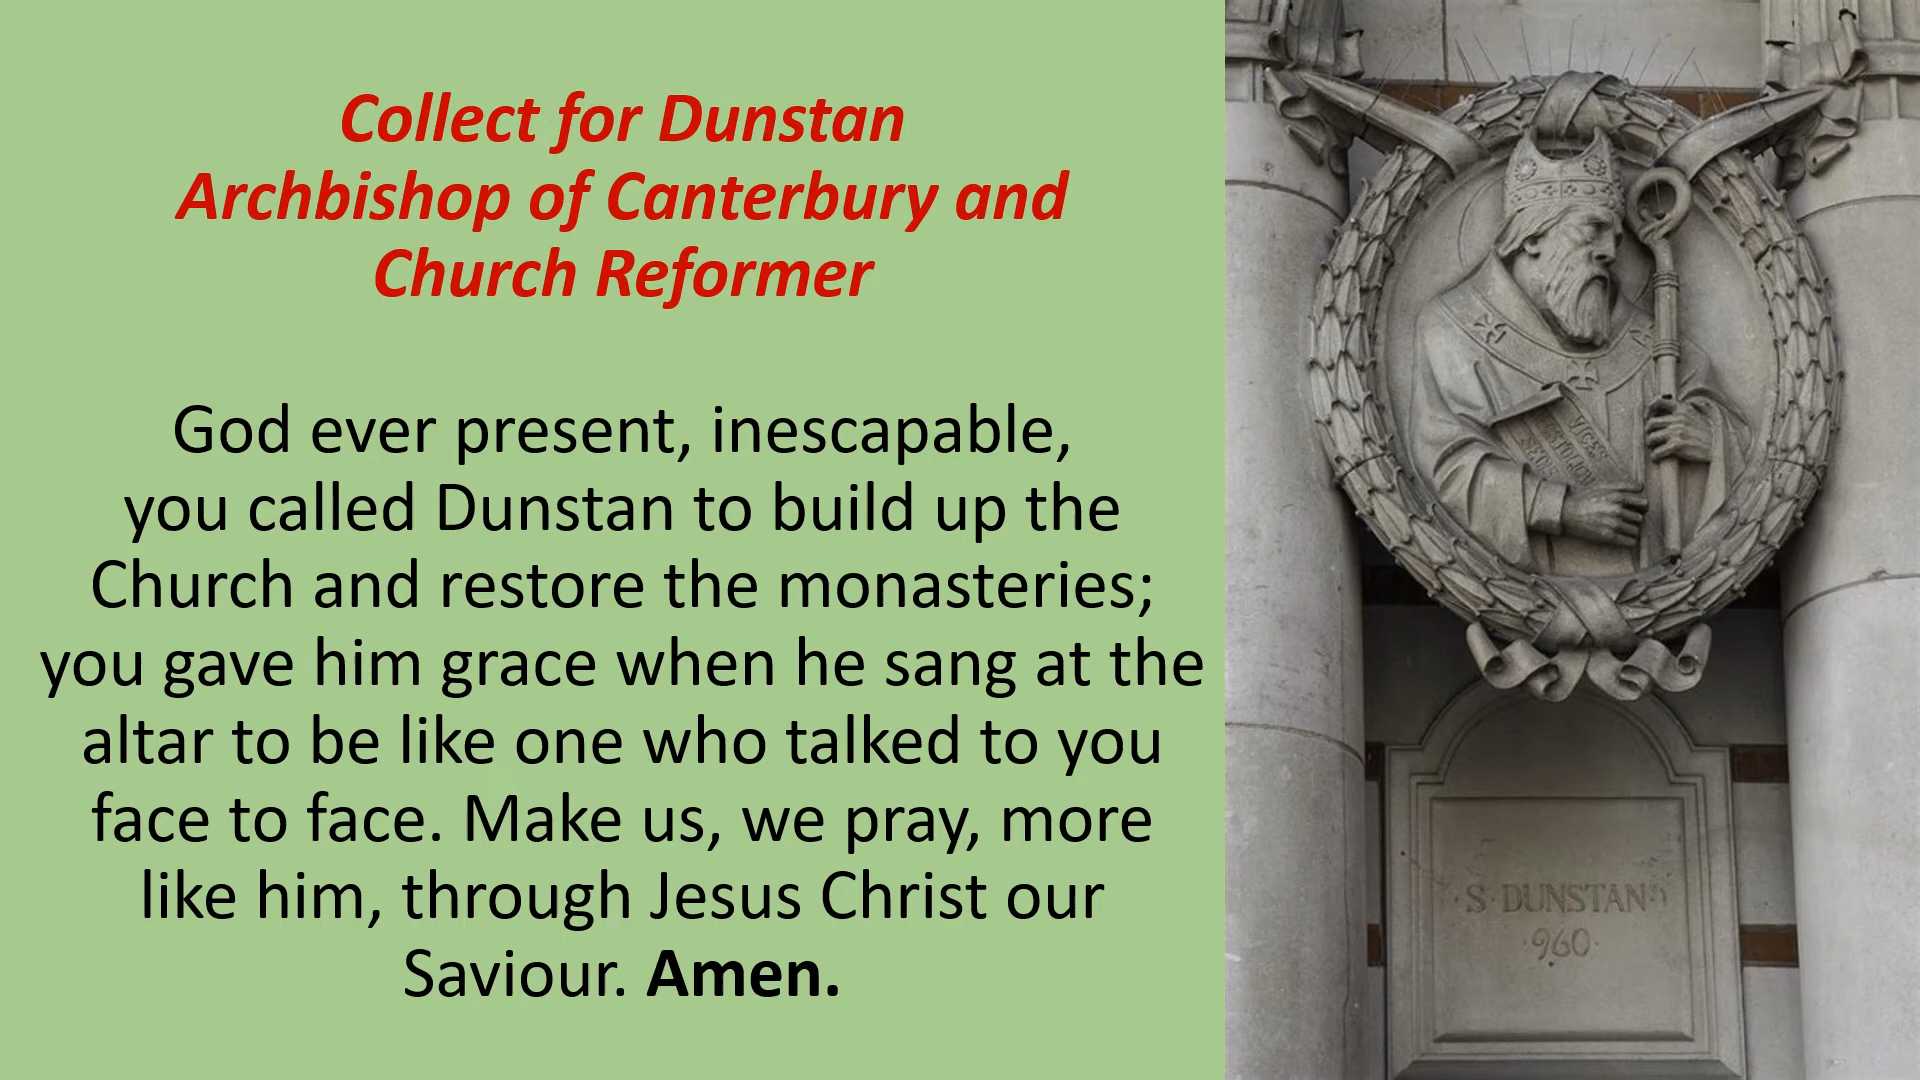 Collect for Dunstan
Archbishop of Canterbury and
Church Reformer
God ever present, inescapable,
you called Dunstan to build up the
Church and restore the monasteries;
you gave him grace when he sang at the
altar to be like one who talked to you
face to face. Make us, we pray, more
like him, through Jesus Christ our
Saviour. Amen.
S·DUNSTAN·
·960·